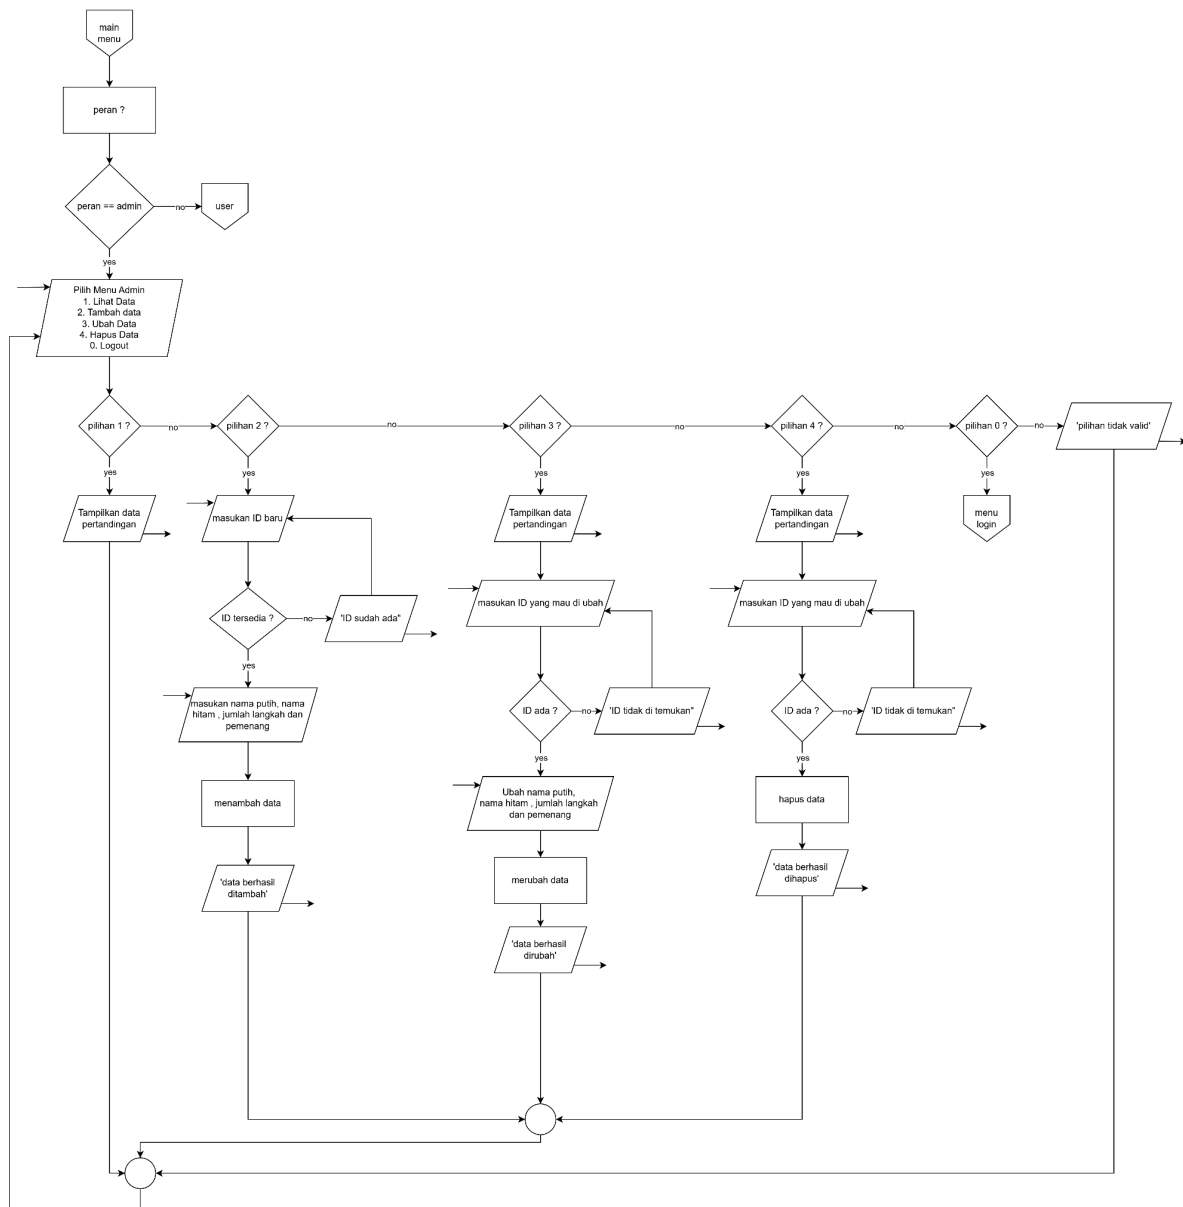 main
menu
peran ?
peran == admin
no
user
yes
Pilih Menu Admin
1. Lihat Data
2. Tambah data
3. Ubah Data
4. Hapus Data
0. Logout
pilihan 1 ?
no
pilihan 2 ?
no
pilihan 3 ?
no
pilihan 4 ?
no
pilihan 0 ?
no
'pilihan tidak valid'
yes
yes
yes
yes
yes
Tampilkan data
pertandingan
masukan ID baru
Tampilkan data
pertandingan
Tampilkan data
pertandingan
menu
login
masukan ID yang mau di ubah
masukan ID yang mau di ubah
ID tersedia ?
no
"ID sudah ada"
yes
masukan nama putih, nama
hitam , jumlah langkah dan
pemenang
ID ada ?
no
'ID tidak di temukan"
ID ada ?
no
'ID tidak di temukan"
yes
yes
menambah data
Ubah nama putih,
nama hitam , jumlah langkah
dan pemenang
hapus data
'data berhasil
ditambah'
merubah data
'data berhasil
dihapus'
'data berhasil
dirubah'